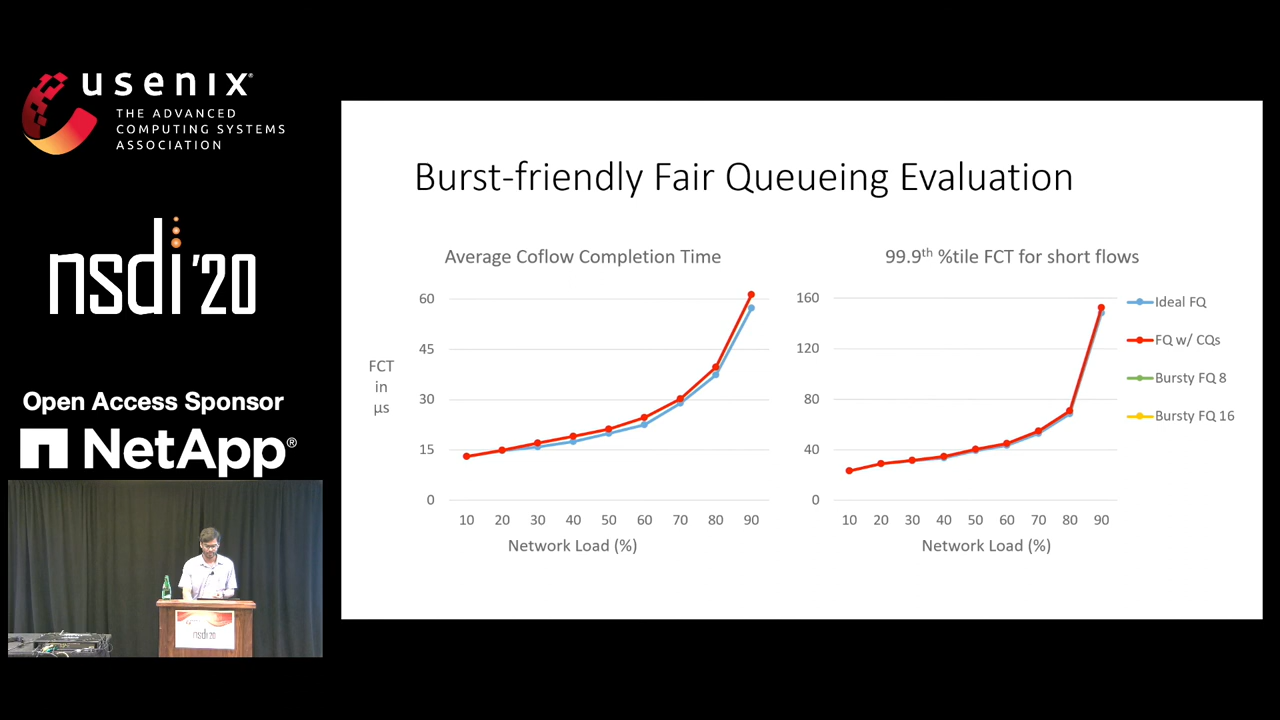 usenix®
THE ADVANCED
COMPUTING SYSTEMS
ASSOCIATION
nsdi '20
Open Access Sponsor
NetApp®
nsdi'20
Burst-friendly Fair Queueing Evaluation
Average Coflow Completion Time
FCT
in
µs
60
45
30
15
0
10 20 30 40 50 60 70 80 90
Network Load (%)
99.9th %tile FCT for short flows
160
120
80
40
0
10 20 30 40 50 60 70 80 90
Network Load (%)
Ideal FQ
FQ w/ CQs
Bursty FQ 8
Bursty FQ 16